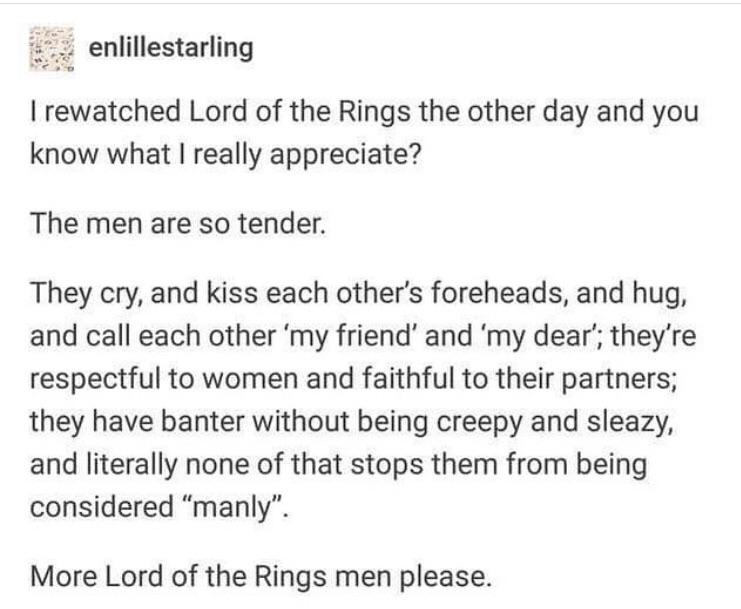 enlillestarling
I rewatched Lord of the Rings the other day and you
know what I really appreciate?
The men are so tender.
They cry, and kiss each other's foreheads, and hug,
and call each other ‘my friend’ and ‘my dear’; they're
respectful to women and faithful to their partners;
they have banter without being creepy and sleazy,
and literally none of that stops them from being
considered “manly”.
More Lord of the Rings men please.